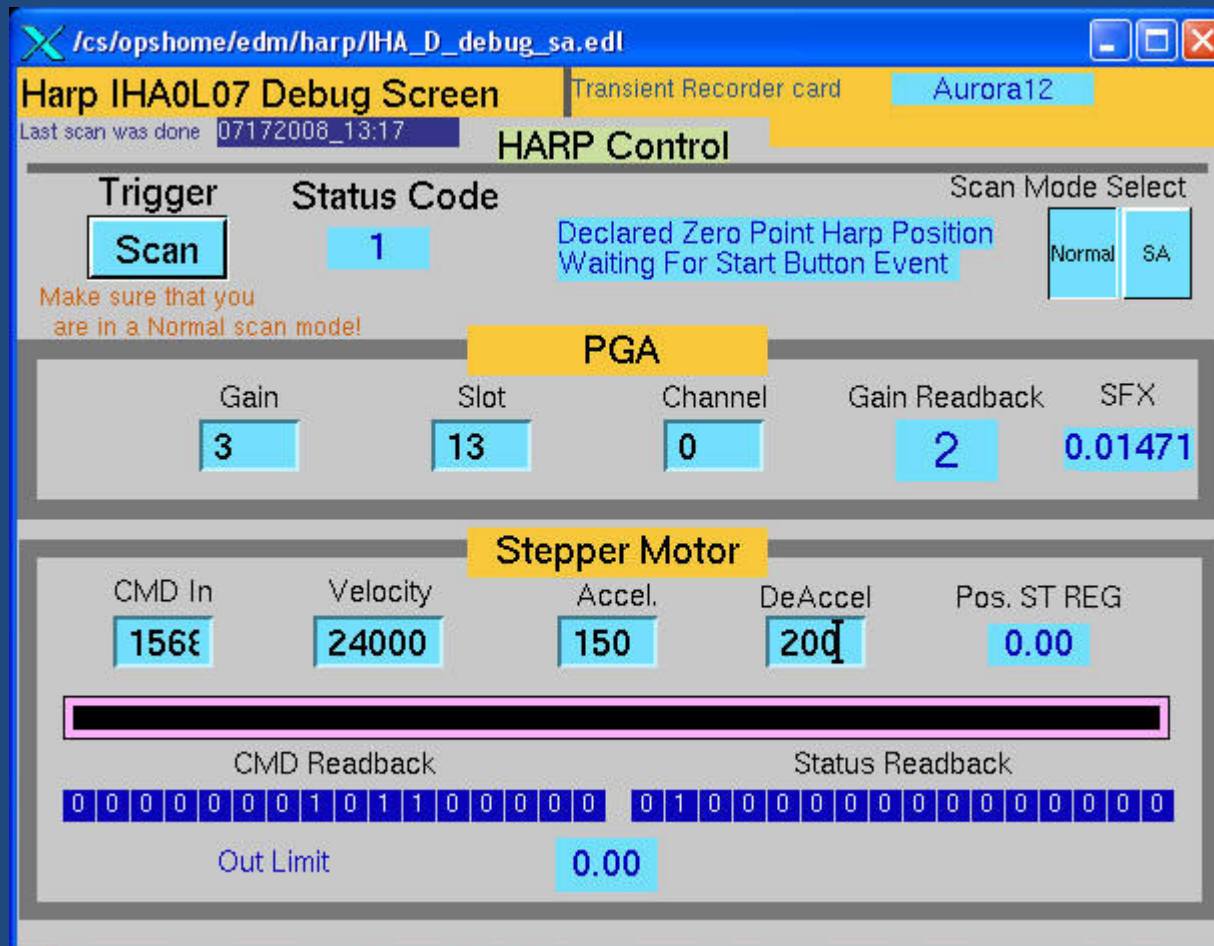 /cs/opshome/edm/harp/IHA_D_debug_sa.edl
Harp IHA0L07 Debug Screen
Transient Recorder card
Aurora12
Last scan was done 07172008_13:17
HARP Control
Trigger
Status Code
Scan Mode Select
Scan
1
Declared Zero Point Harp Position
Waiting For Start Button Event
Normal
SA
Make sure that you
are in a Normal scan mode!
PGA
Gain Slot Channel Gain Readback SFX
3 13 0 2 0.01471
Stepper Motor
CMD In Velocity Accel. DeAccel Pos. ST REG
1568 24000 150 200 0.00
CMD Readback Status Readback
0 0 0 0 0 0 0 1 0 1 1 0 0 0 0 0 0 1 0 0 0 0 0 0 0 0 0 0 0 0 0 0
Out Limit 0.00